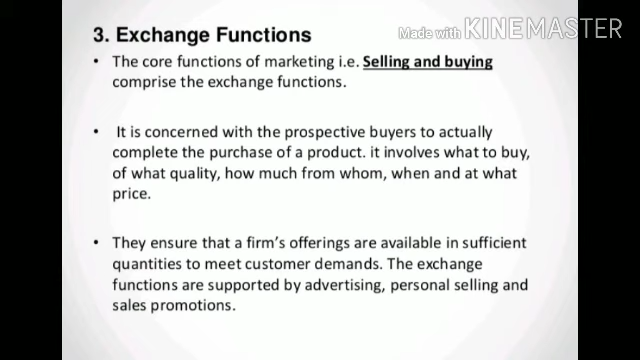 3. Exchange Functions
Made with KINEMASTER
• The core functions of marketing i.e. Selling and buying
comprise the exchange functions.
• It is concerned with the prospective buyers to actually
complete the purchase of a product. it involves what to buy,
of what quality, how much from whom, when and at what
price.
• They ensure that a firm's offerings are available in sufficient
quantities to meet customer demands. The exchange
functions are supported by advertising, personal selling and
sales promotions.